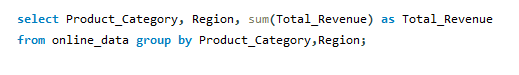 select Product_Category, Region, sum(Total_Revenue) as Total_Revenue
from online_data group by Product_Category,Region;